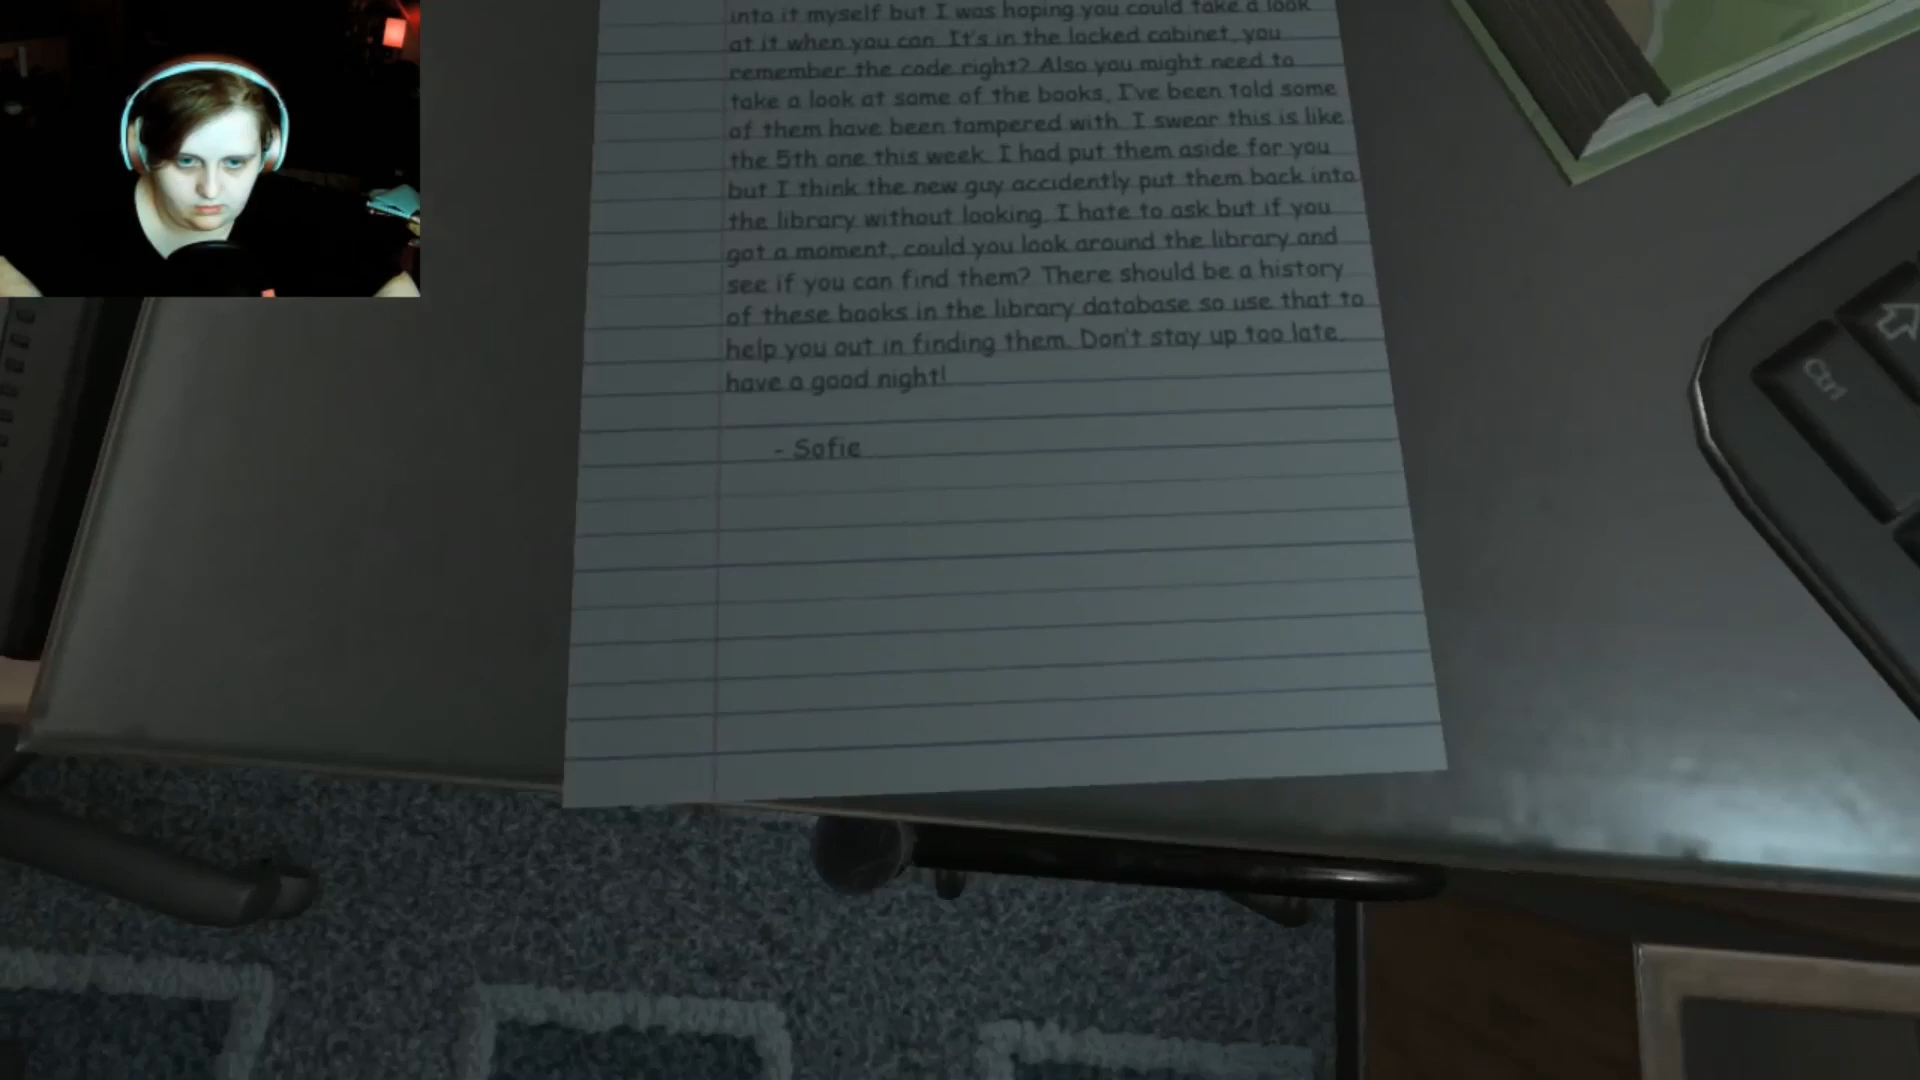 into it myself but I was hoping you could take a look
at it when you can. It's in the locked cabinet, you
remember the code right? Also you might need to
take a look at some of the books, I've been told some
of them have been tampered with. I swear this is like
the 5th one this week. I had put them aside for you
but I think the new guy accidently put them back into
the library without looking. I hate to ask but if you
got a moment, could you look around the library and
see if you can find them? There should be a history
of these books in the library database so use that to
help you out in finding them. Don't stay up too late,
have a good night!
- Sofie
Ctrl